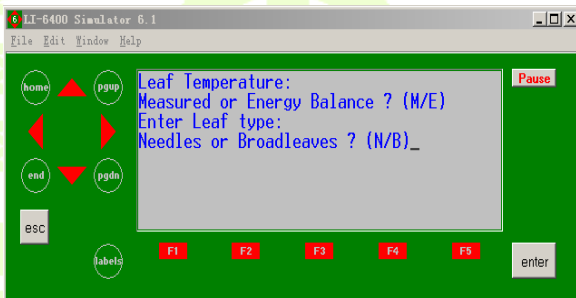 LI-6400 Simulator 6.1
File Edit Window Help
home
pgup
end
pgdn
esc
labels
Leaf Temperature:
Measured or Energy Balance ? (M/E)
Enter Leaf type:
Needles or Broadleaves ? (N/B)_
Pause
F1 F2 F3 F4 F5
enter